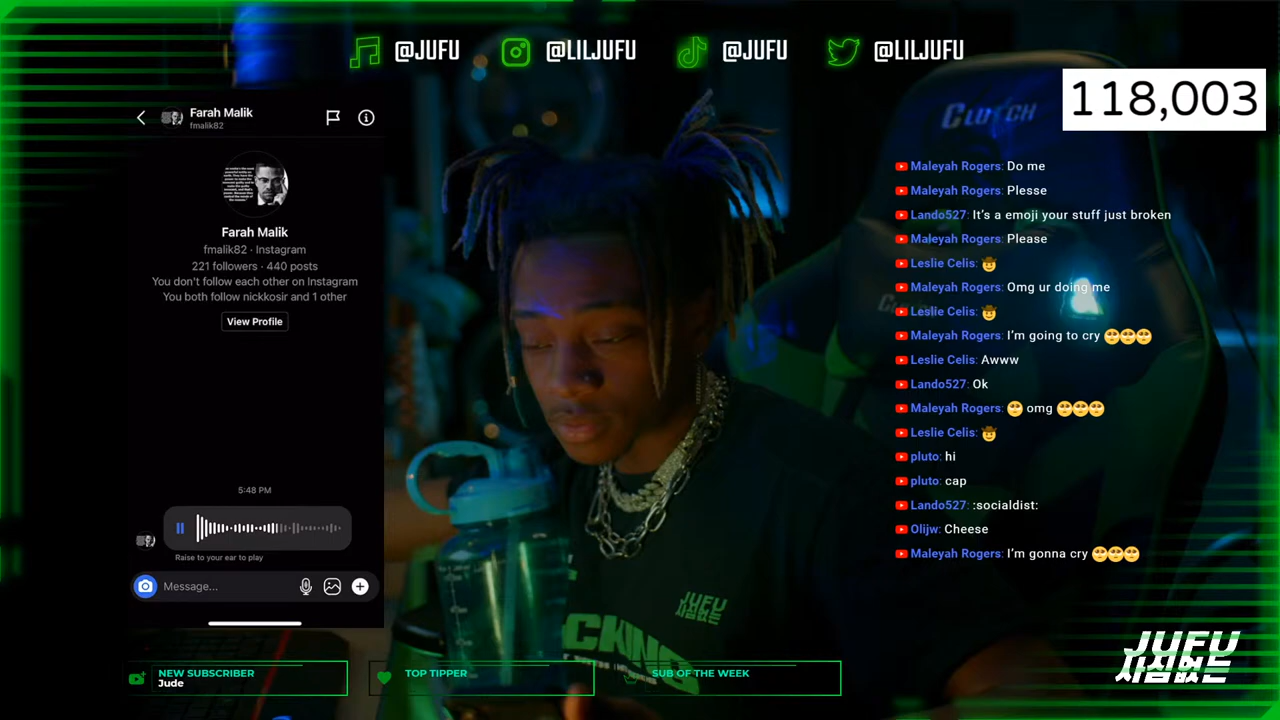 @JUFU
@LILJUFU
@JUFU
@LILJUFU
118,003
Farah Malik
fmalik82
Farah Malik
fmalik82 · Instagram
221 followers · 440 posts
You don't follow each other on Instagram
You both follow nickkosir and 1 other
View Profile
5:48 PM
Raise to your ear to play
Message...
CLUTCH
Maleyah Rogers: Do me
Maleyah Rogers: Plesse
Lando527: It's a emoji your stuff just broken
Maleyah Rogers: Please
Leslie Celis: 🤠
Maleyah Rogers: Omg ur doing me
Leslie Celis: 🤠
Maleyah Rogers: I'm going to cry 🥺🥺🥺
Leslie Celis: Awww
Lando527: Ok
Maleyah Rogers: 🥺 omg 🥺🥺🥺
Leslie Celis: 🤠
pluto: hi
pluto: cap
Lando527: :socialdist:
Olijw: Cheese
Maleyah Rogers: I'm gonna cry 🥺🥺🥺
JUFU
CKING
NEW SUBSCRIBER
Jude
TOP TIPPER
SUB OF THE WEEK
JUFU
사심없는